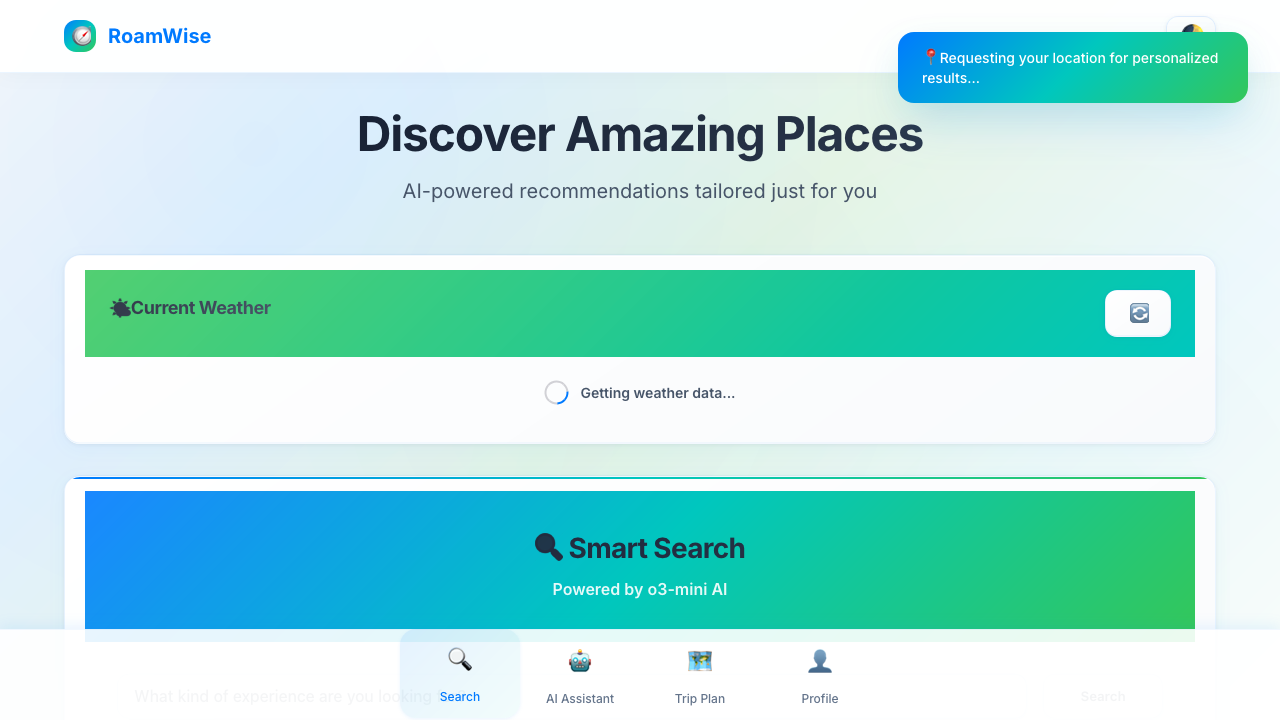 RoamWise
📍Requesting your location for personalized
results...
Discover Amazing Places
AI-powered recommendations tailored just for you
🌤Current Weather
Getting weather data...
🔍 Smart Search
Powered by o3-mini AI
What kind of experience are you looking
Search
Search
AI Assistant
Trip Plan
Profile